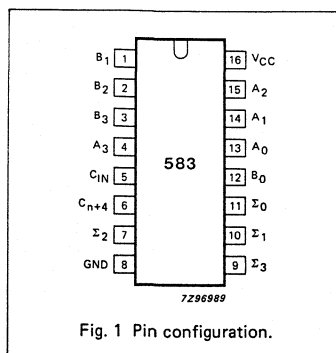 B1 1 16 VCC
B2 2 15 A2
B3 3 14 A1
A3 4 13 A0
583
CIN 5 12 B0
Cn+4 6 11 Σ0
Σ2 7 10 Σ1
GND 8 9 Σ3
7Z96989
Fig. 1 Pin configuration.